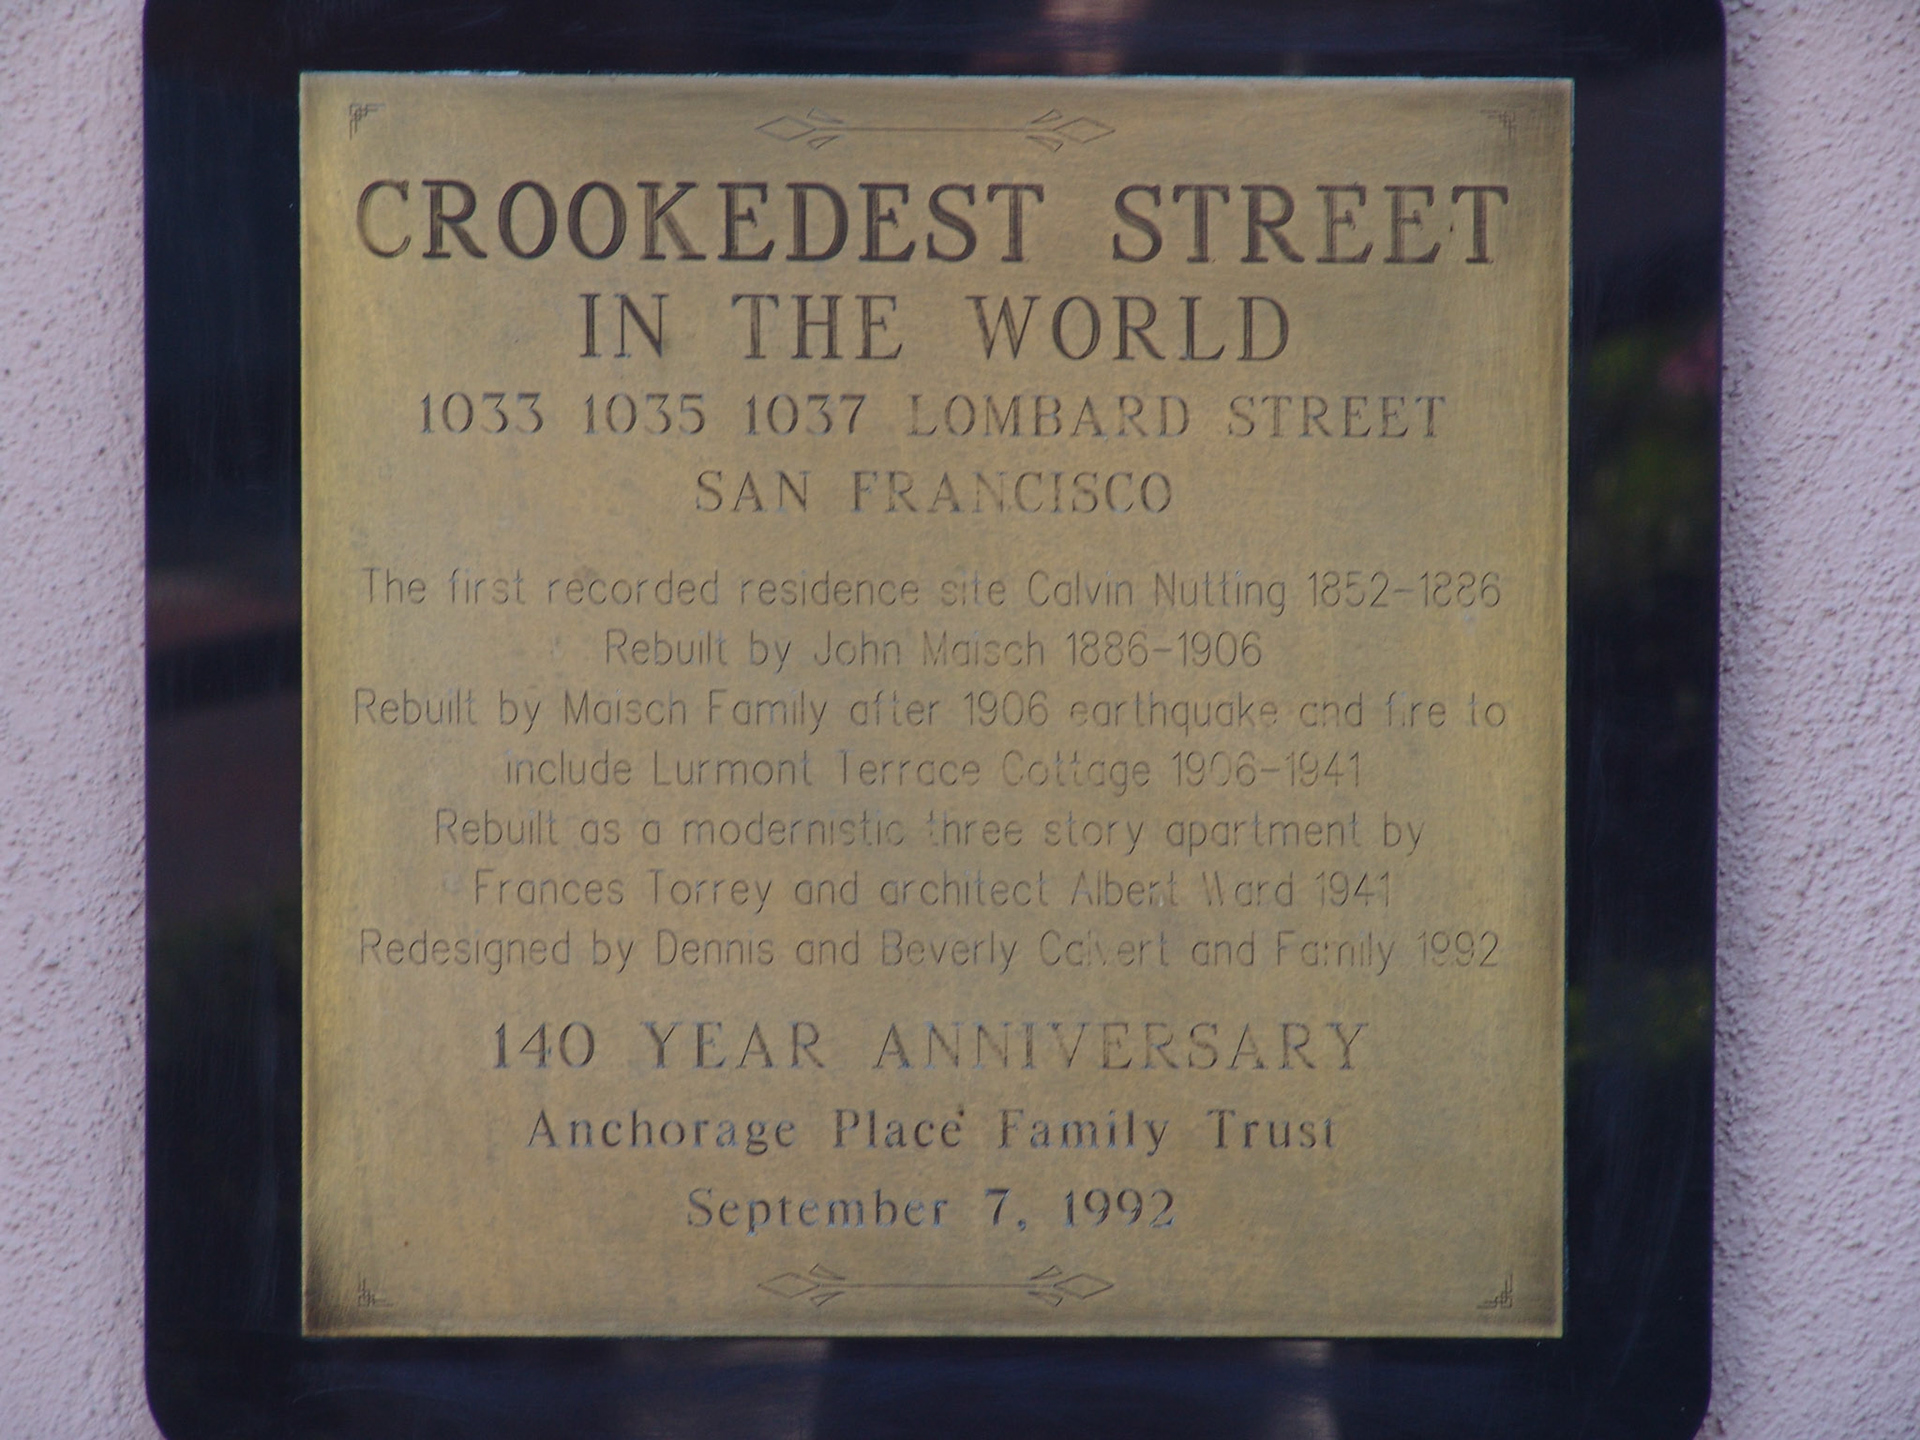 CROOKEDEST STREET
IN THE WORLD
1033 1035 1037 LOMBARD STREET
SAN FRANCISCO
The first recorded residence site Calvin Nutting 1852-1886
Rebuilt by John Maisch 1886-1906
Rebuilt by Maisch Family after 1906 earthquake and fire to
include Lurmont Terrace Cottage 1906-1941
Rebuilt as a modernistic three story apartment by
Frances Torrey and architect Albert Ward 1941
Redesigned by Dennis and Beverly Calvert and Family 1992
140 YEAR ANNIVERSARY
Anchorage Place Family Trust
September 7, 1992